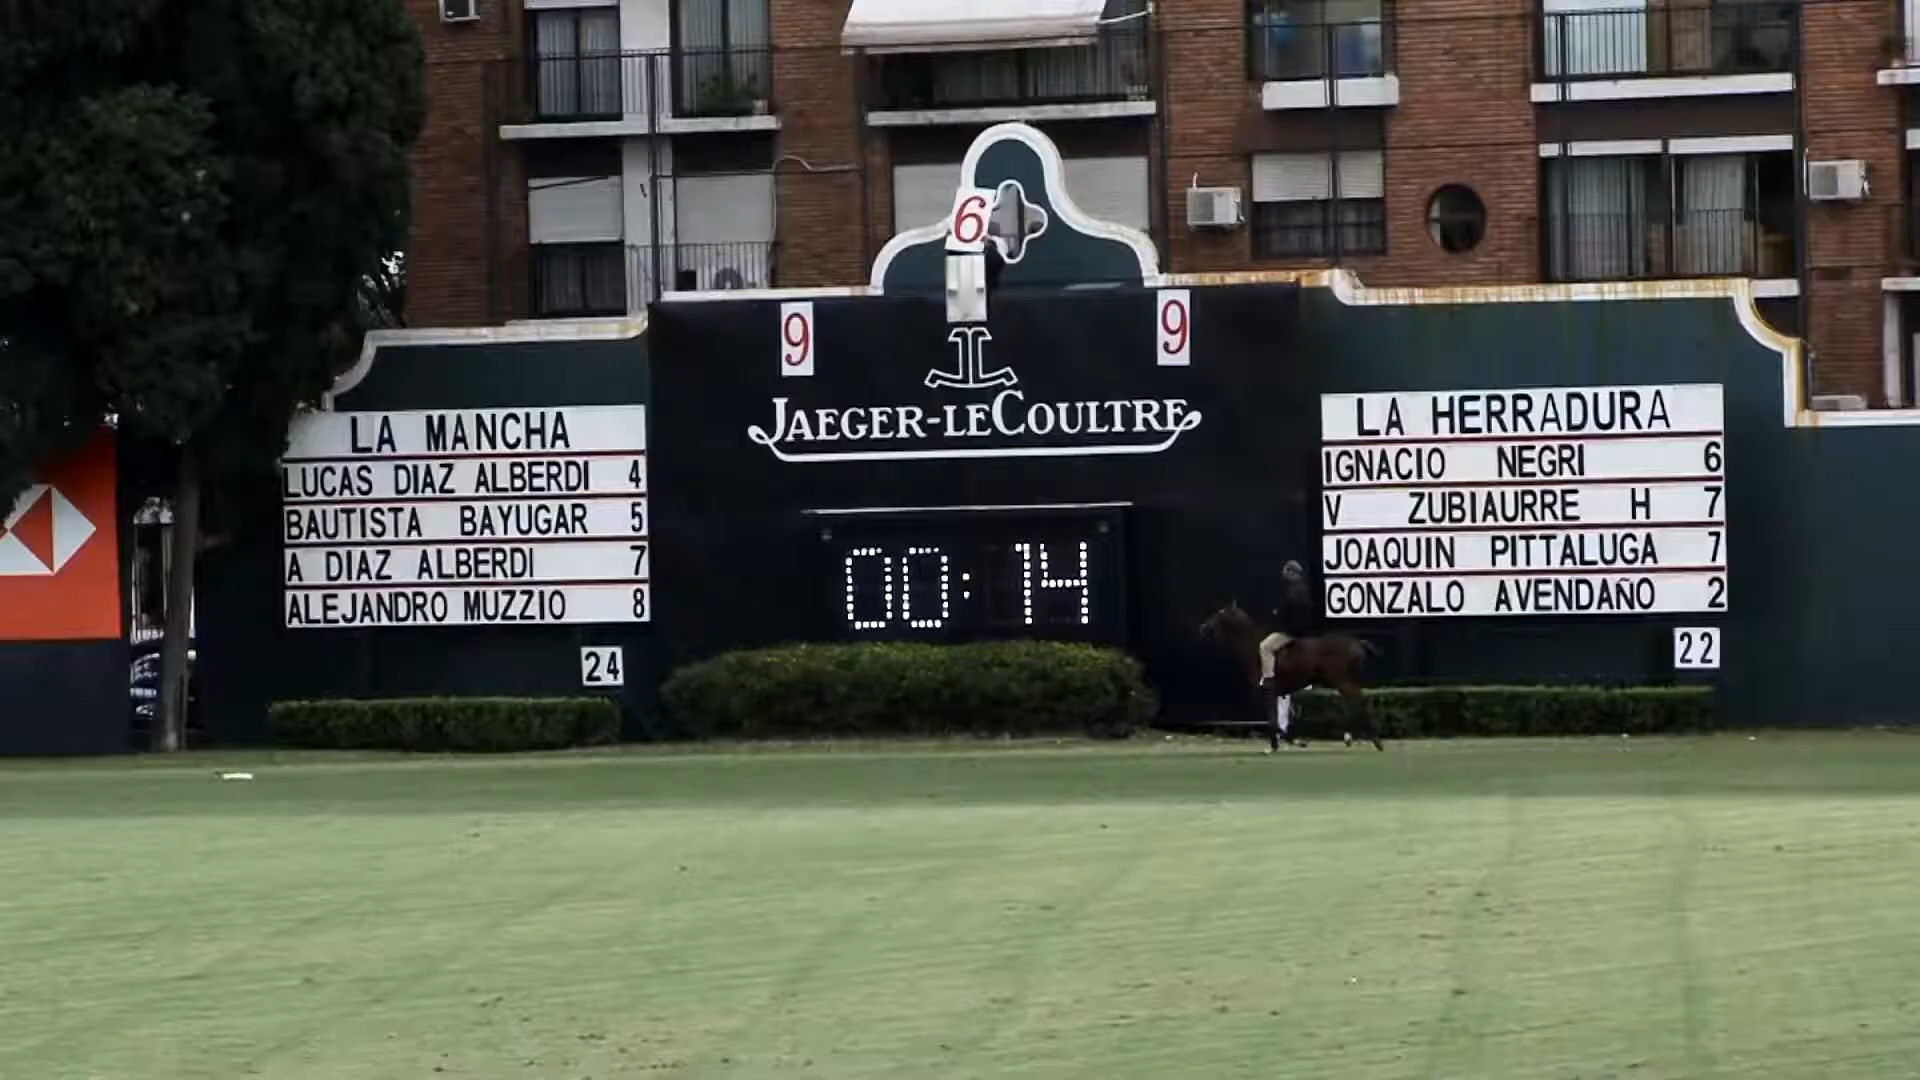 6
9 9
JAEGER-LECOULTRE
LA MANCHA
LUCAS DIAZ ALBERDI 4
BAUTISTA BAYUGAR 5
A DIAZ ALBERDI 7
ALEJANDRO MUZZIO 8
24
00:14
LA HERRADURA
IGNACIO NEGRI 6
V ZUBIAURRE H 7
JOAQUIN PITTALUGA 7
GONZALO AVENDAÑO 2
22